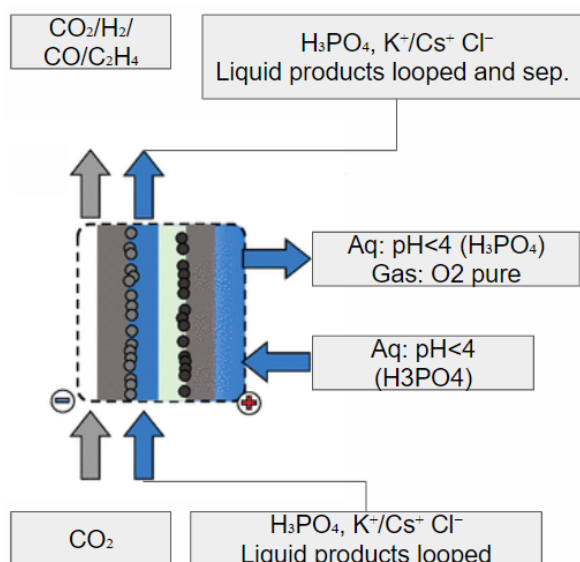 CO₂/H₂/
CO/C₂H₄
H₃PO₄, K⁺/Cs⁺ Cl⁻
Liquid products looped and sep.
Aq: pH<4 (H₃PO₄)
Gas: O2 pure
Aq: pH<4
(H3PO4)
−
+
CO₂
H₃PO₄, K⁺/Cs⁺ Cl⁻
Liquid products looped